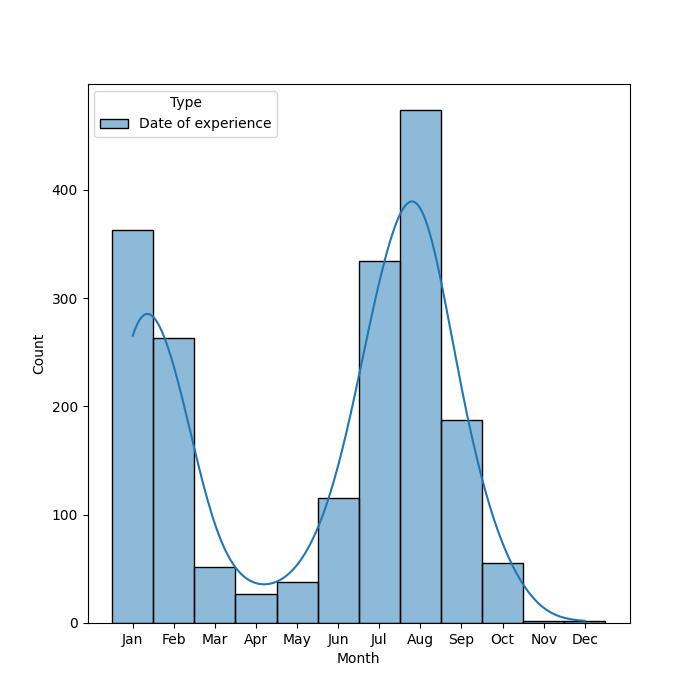 Type
Date of experience
400
300
200
100
0
Count
Jan Feb Mar Apr May Jun Jul Aug Sep Oct Nov Dec
Month